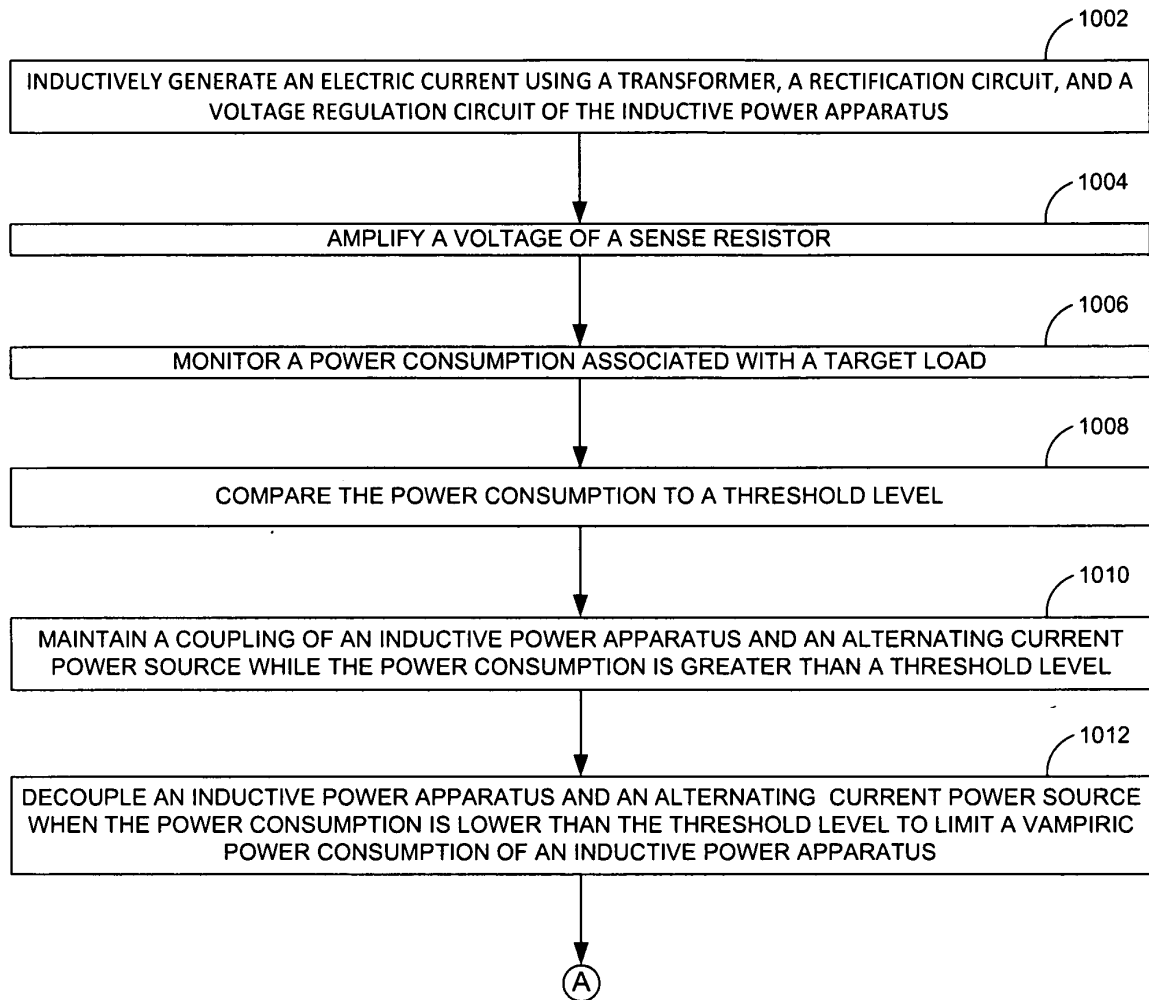 1002
INDUCTIVELY GENERATE AN ELECTRIC CURRENT USING A TRANSFORMER, A RECTIFICATION CIRCUIT, AND A
VOLTAGE REGULATION CIRCUIT OF THE INDUCTIVE POWER APPARATUS
1004
AMPLIFY A VOLTAGE OF A SENSE RESISTOR
1006
MONITOR A POWER CONSUMPTION ASSOCIATED WITH A TARGET LOAD
1008
COMPARE THE POWER CONSUMPTION TO A THRESHOLD LEVEL
1010
MAINTAIN A COUPLING OF AN INDUCTIVE POWER APPARATUS AND AN ALTERNATING CURRENT
POWER SOURCE WHILE THE POWER CONSUMPTION IS GREATER THAN A THRESHOLD LEVEL
1012
DECOUPLE AN INDUCTIVE POWER APPARATUS AND AN ALTERNATING CURRENT POWER SOURCE
WHEN THE POWER CONSUMPTION IS LOWER THAN THE THRESHOLD LEVEL TO LIMIT A VAMPIRIC
POWER CONSUMPTION OF AN INDUCTIVE POWER APPARATUS
A